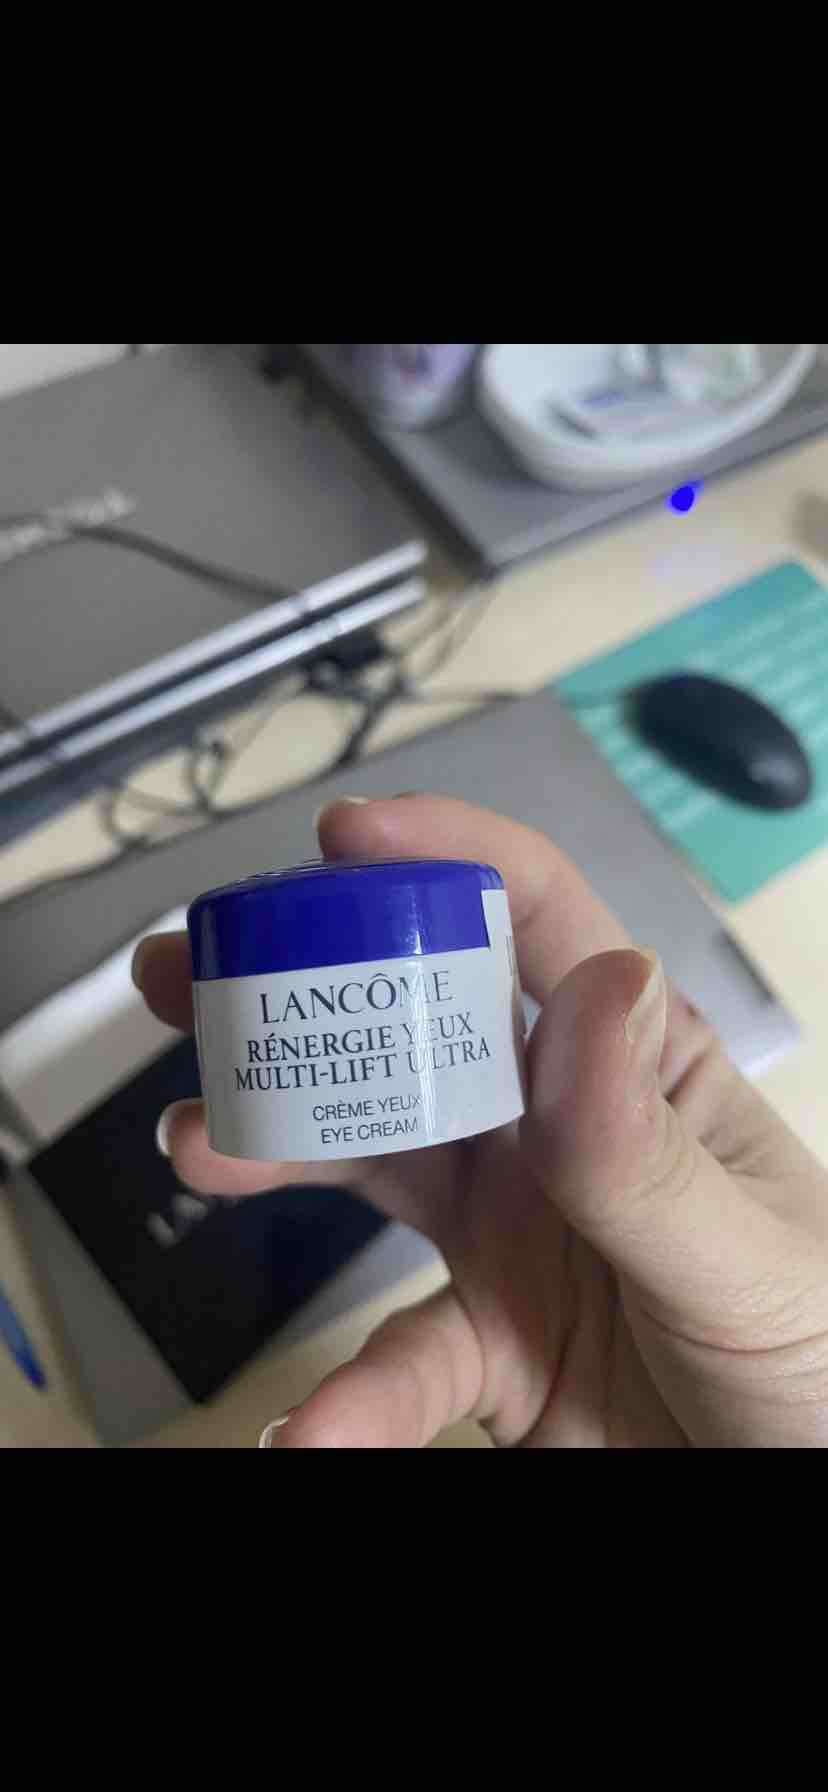 LANCÔME
RÉNERGIE YEUX
MULTI-LIFT ULTRA
CRÈME YEUX
EYE CREAM